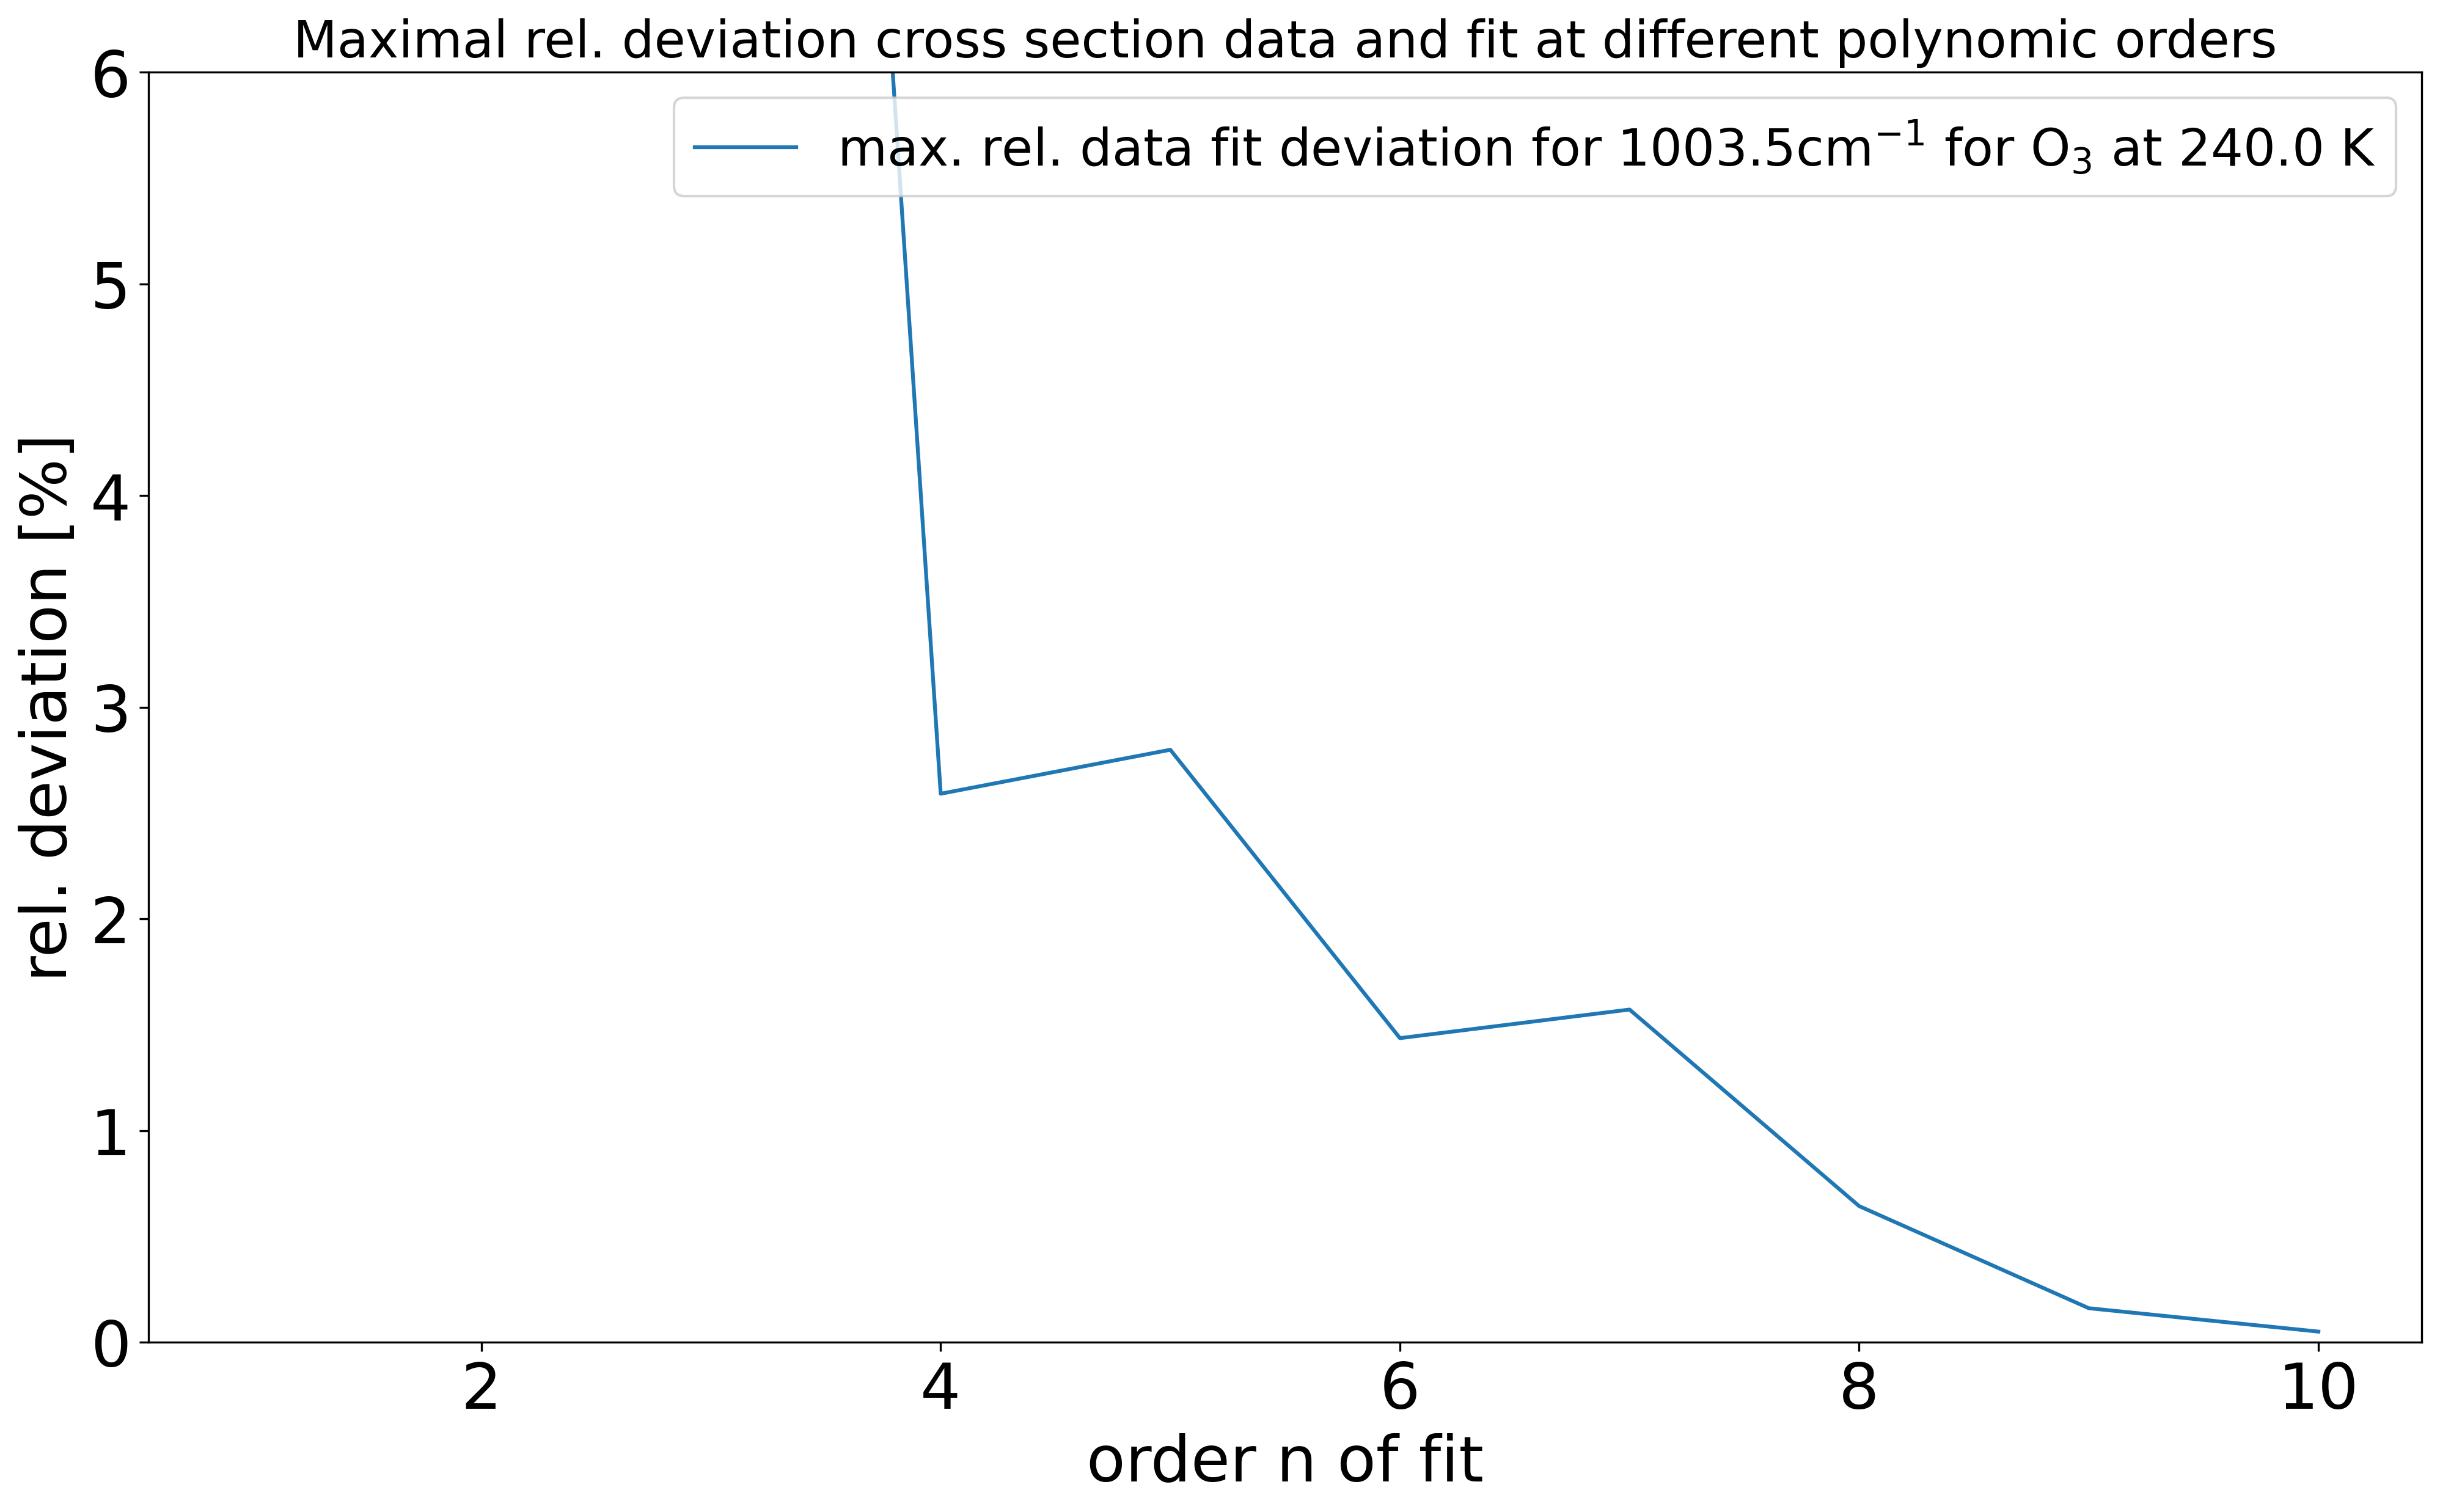 Maximal rel. deviation cross section data and fit at different polynomic orders
max. rel. data fit deviation for 1003.5cm⁻¹ for O₃ at 240.0 K
rel. deviation [%]
6
5
4
3
2
1
0
2 4 6 8 10
order n of fit